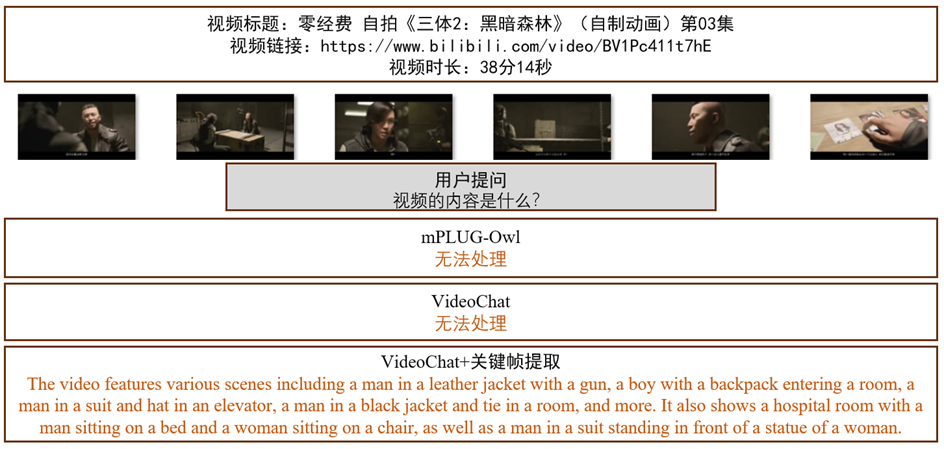 视频标题：零经费 自拍《三体2：黑暗森林》（自制动画）第03集
视频链接：https://www.bilibili.com/video/BV1Pc411t7hE
视频时长：38分14秒
用户提问
视频的内容是什么？
mPLUG-Owl
无法处理
VideoChat
无法处理
VideoChat+关键帧提取
The video features various scenes including a man in a leather jacket with a gun, a boy with a backpack entering a room, a
man in a suit and hat in an elevator, a man in a black jacket and tie in a room, and more. It also shows a hospital room with a
man sitting on a bed and a woman sitting on a chair, as well as a man in a suit standing in front of a statue of a woman.